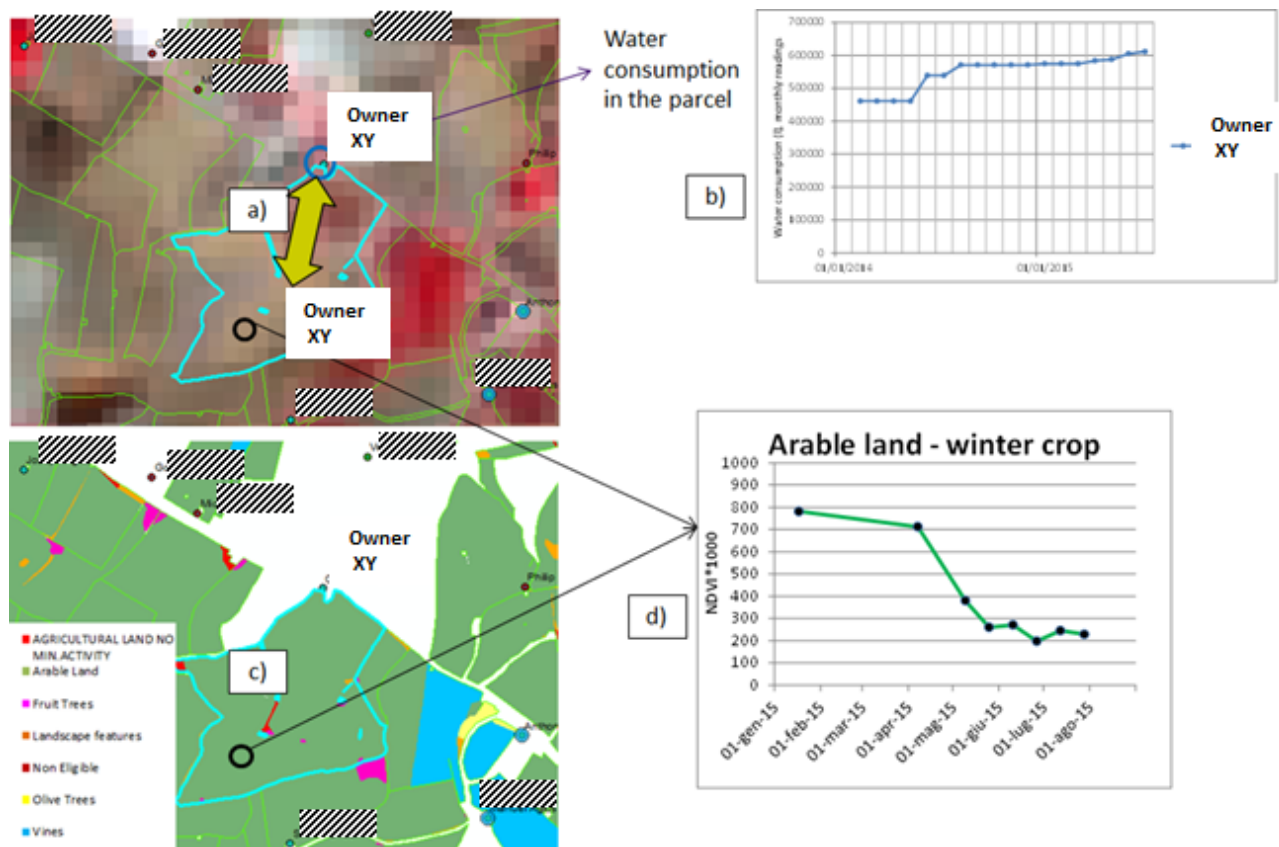 Owner
XY
a)
Owner
XY
Philip
Water
consumption
in the parcel
b)
Water consumption (l), monthly readings
700000
600000
500000
400000
300000
200000
100000
0
01/01/2014
01/01/2015
Owner
XY
Owner
XY
Philip
c)
AGRICULTURAL LAND NO
MIN.ACTIVITY
Arable Land
Fruit Trees
Landscape features
Non Eligible
Olive Trees
Vines
d)
Arable land - winter crop
NDVI*1000
1000
900
800
700
600
500
400
300
200
100
0
01-gen-15
01-feb-15
01-mar-15
01-apr-15
01-mag-15
01-giu-15
01-lug-15
01-ago-15